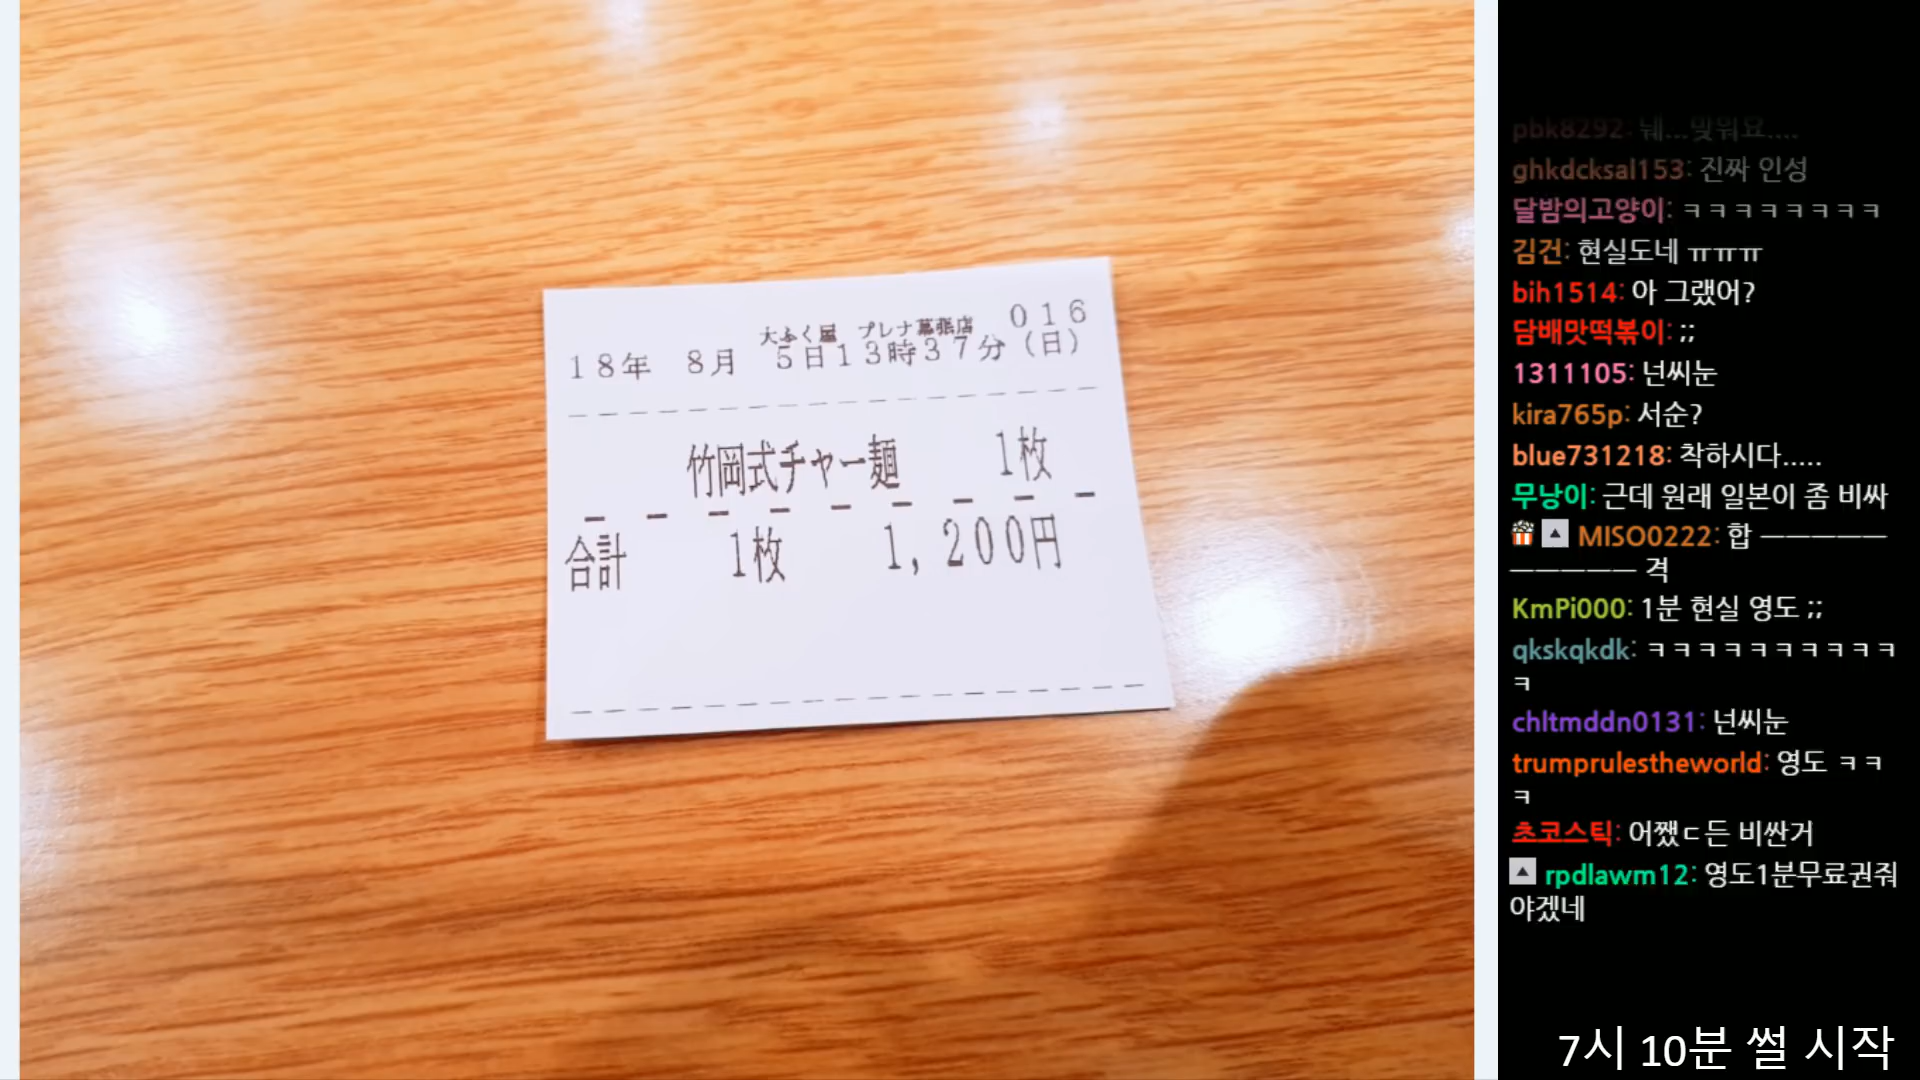 大ふく屋 プレナ幕張店 016
18年 8月 5日13時37分(日)
竹岡式チャー麺 1枚
合計 1枚 1,200円
pbk8292: 뉘...맞워요....
ghkdcksal153: 진짜 인성
달밤의고양이: ㅋㅋㅋㅋㅋㅋㅋㅋ
김건: 현실도네 ㅠㅠㅠ
bih1514: 아 그랬어?
담배맛떡볶이: ;;
1311105: 넌씨눈
kira765p: 서순?
blue731218: 착하시다.....
무낭이: 근데 원래 일본이 좀 비싸
MISO0222: 합 ──────
────── 격
KmPi000: 1분 현실 영도 ;;
qkskqkdk: ㅋㅋㅋㅋㅋㅋㅋㅋㅋㅋ
ㅋ
chltmddn0131: 넌씨눈
trumprulestheworld: 영도 ㅋㅋ
ㅋ
초코스틱: 어쨌ㄷ든 비싼거
rpdlawm12: 영도1분무료권줘
야겠네
7시 10분 썰 시작